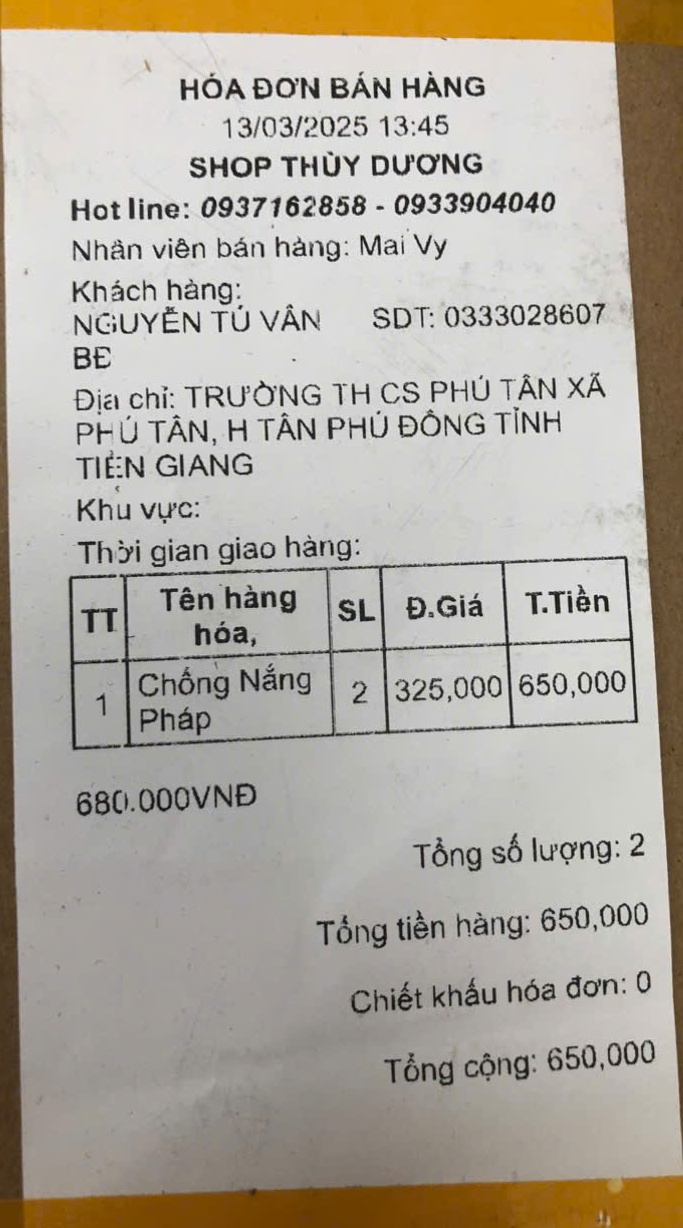 HÓA ĐƠN BÁN HÀNG
13/03/2025 13:45
SHOP THÙY DƯƠNG
Hot line: 0937162858 - 0933904040
Nhân viên bán hàng: Mai Vy
Khách hàng:
NGUYỄN TÚ VÂN SDT: 0333028607
BĐ
Địa chỉ: TRƯỜNG TH CS PHÚ TÂN XÃ
PHÚ TÂN, H TÂN PHÚ ĐÔNG TỈNH
TIỀN GIANG
Khu vực:
Thời gian giao hàng:
TT Tên hàng hóa, SL Đ.Giá T.Tiền
1 Chống Nắng Pháp 2 325,000 650,000
680.000VNĐ
Tổng số lượng: 2
Tổng tiền hàng: 650,000
Chiết khấu hóa đơn: 0
Tổng cộng: 650,000